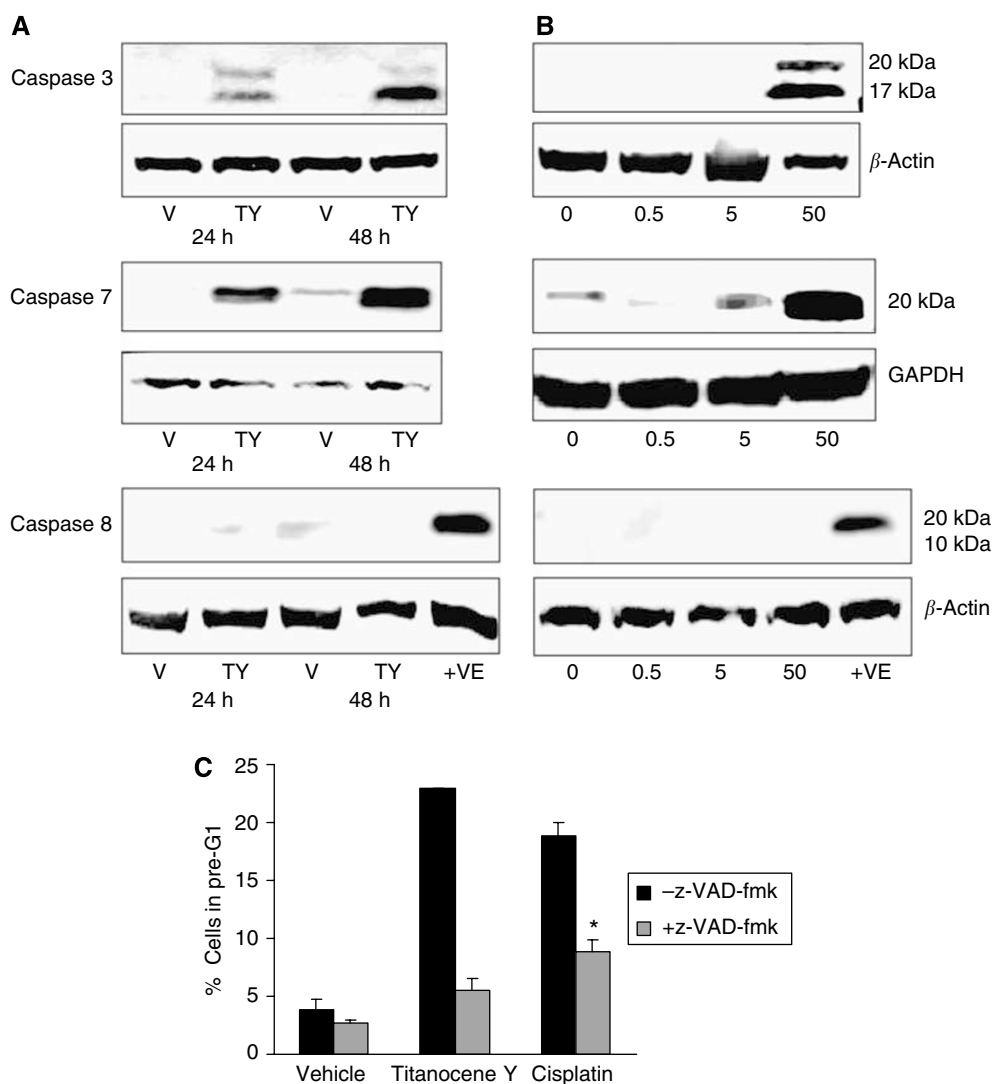 A B
Caspase 3
20 kDa
17 kDa
β-Actin
V TY V TY
24 h 48 h
0 0.5 5 50
Caspase 7
20 kDa
GAPDH
V TY V TY
24 h 48 h
0 0.5 5 50
Caspase 8
20 kDa
10 kDa
β-Actin
V TY V TY +VE
24 h 48 h
0 0.5 5 50 +VE
C
% Cells in pre-G1
25
20
15
10
5
0
*
–z-VAD-fmk
+z-VAD-fmk
Vehicle Titanocene Y Cisplatin